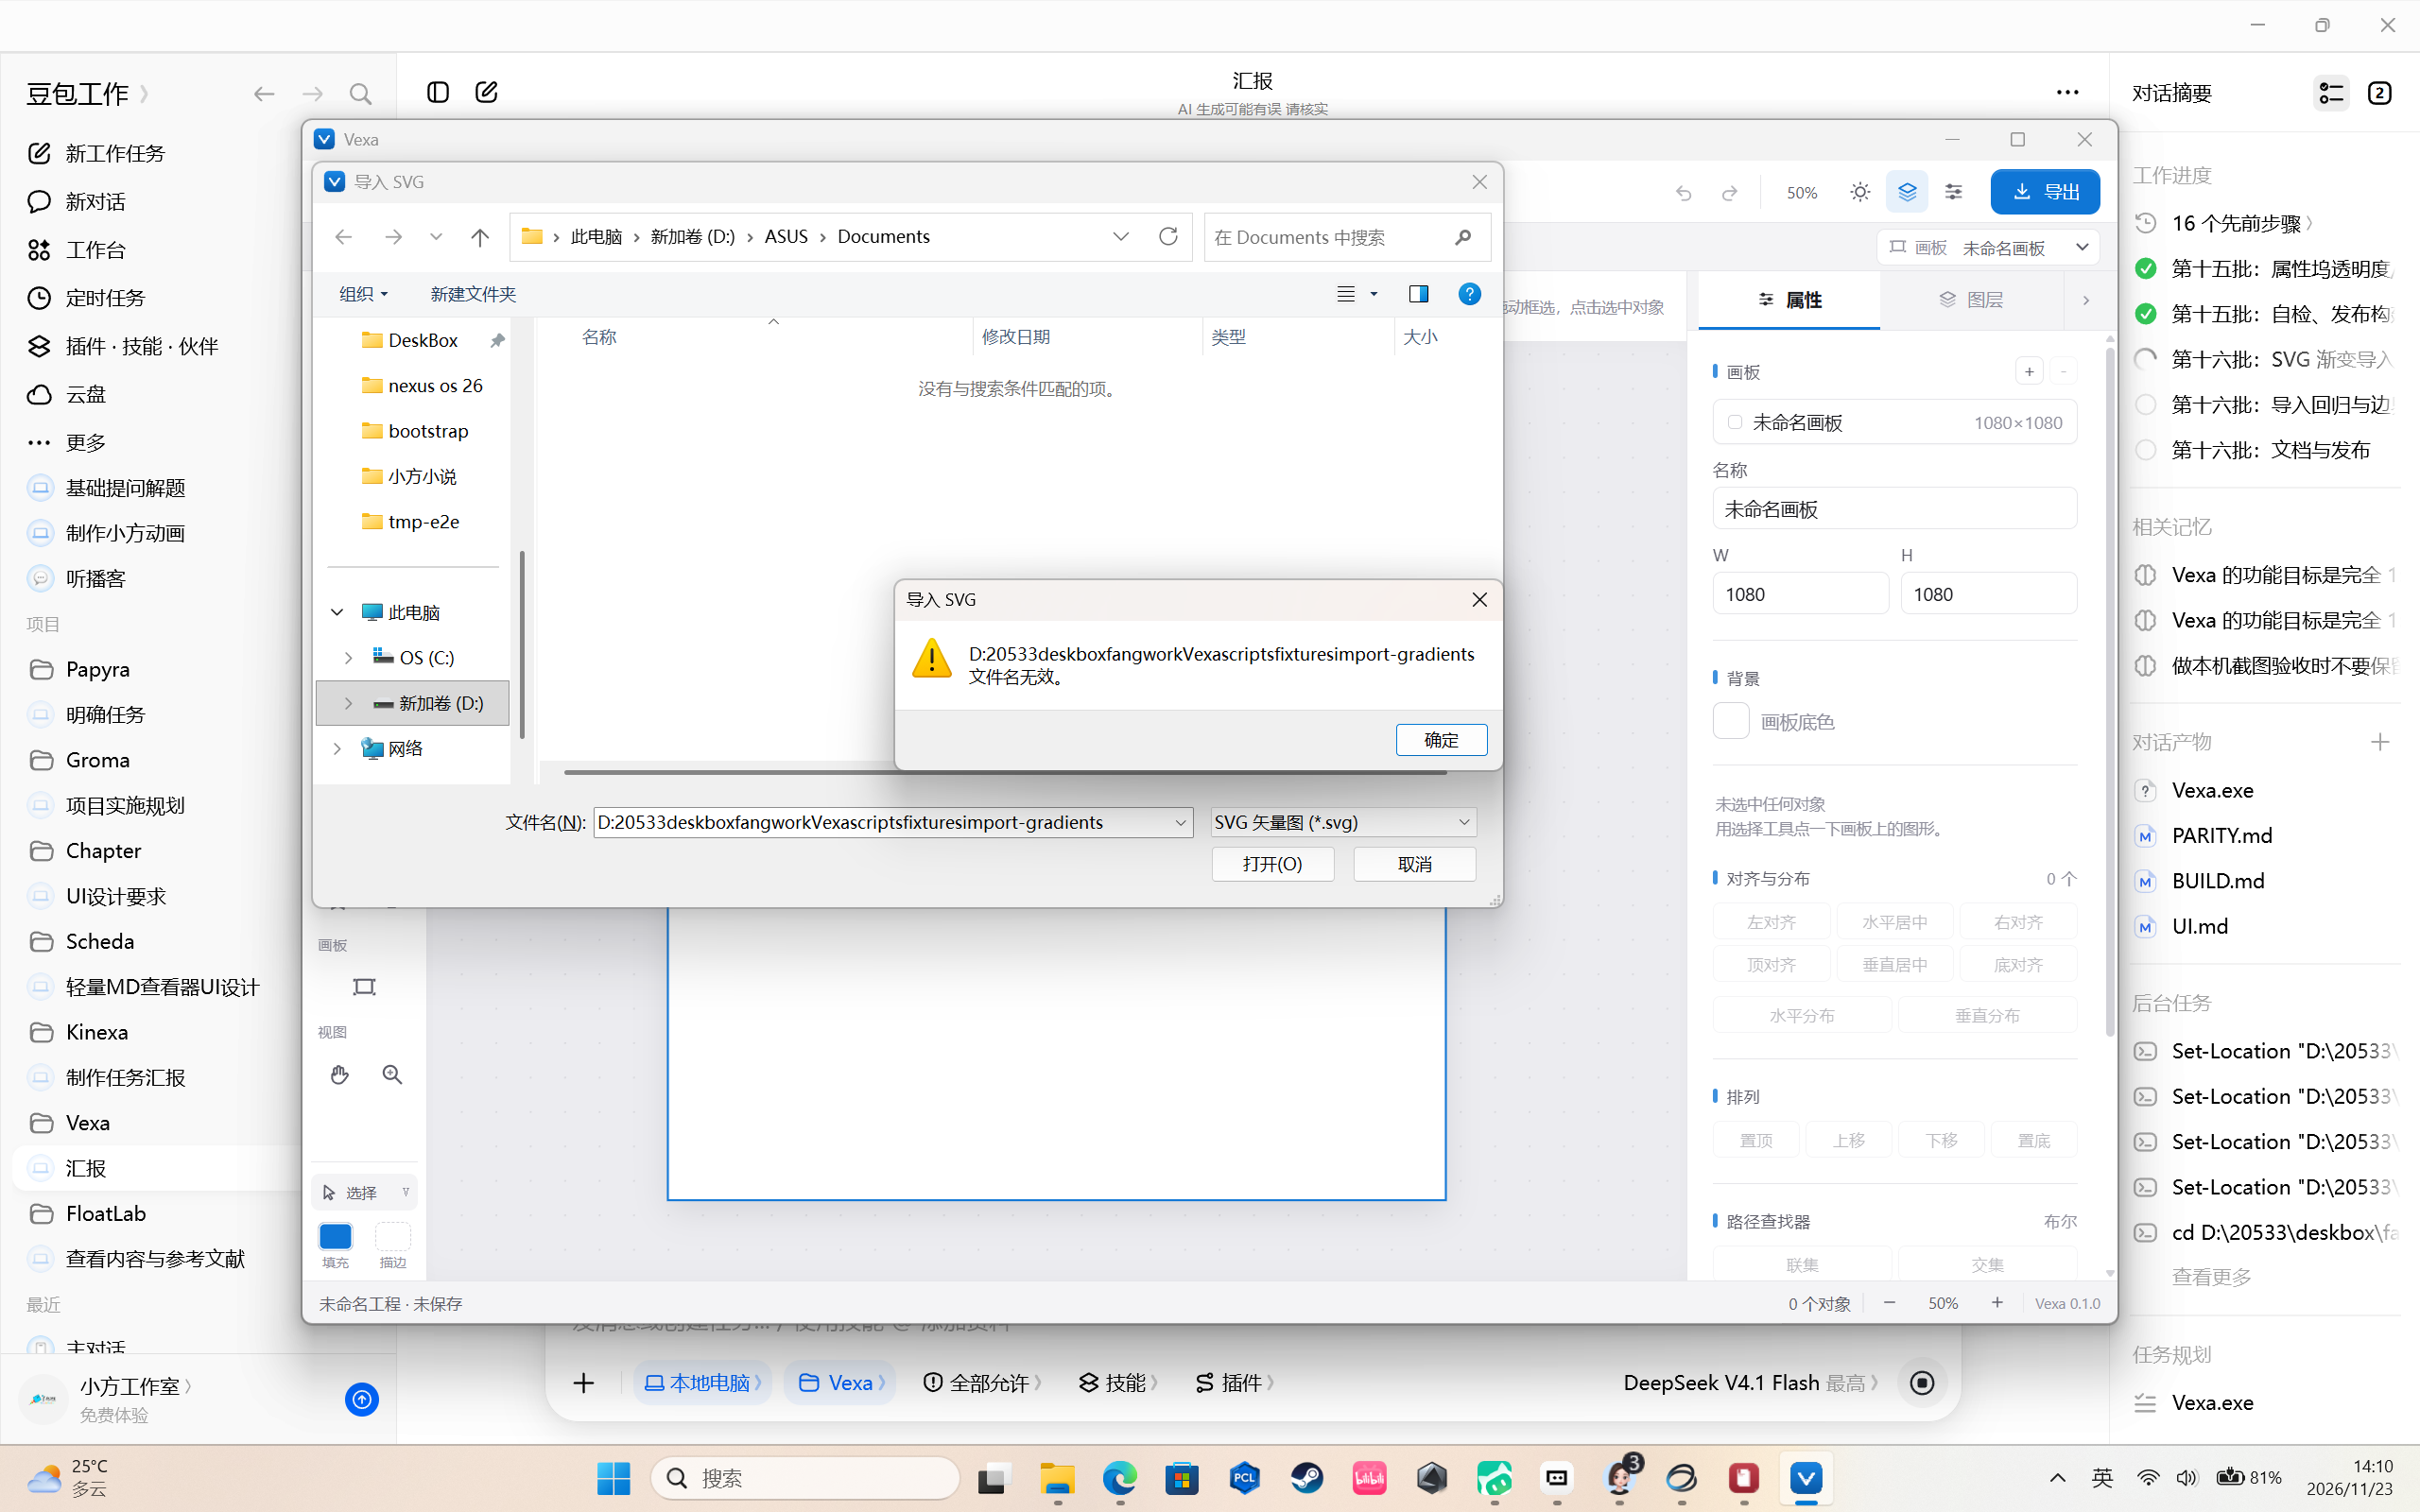 豆包工作
新工作任务
新对话
工作台
定时任务
插件 · 技能 · 伙伴
云盘
更多
基础提问解题
制作小方动画
听播客
项目
Papyra
明确任务
Groma
项目实施规划
Chapter
UI设计要求
Scheda
轻量MD查看器UI设计
Kinexa
制作任务汇报
Vexa
汇报
FloatLab
查看内容与参考文献
最近
主对话
小方工作室
免费体验
汇报
AI 生成可能有误 请核实
Vexa
50%
导出
画板 未命名画板
动框选，点击选中对象
导入 SVG
此电脑 › 新加卷 (D:) › ASUS › Documents
在 Documents 中搜索
组织
新建文件夹
名称 修改日期 类型 大小
没有与搜索条件匹配的项。
DeskBox
nexus os 26
bootstrap
小方小说
tmp-e2e
此电脑
OS (C:)
新加卷 (D:)
网络
导入 SVG
D:20533deskboxfangworkVexascriptsfixturesimport-gradients
文件名无效。
确定
文件名(N): D:20533deskboxfangworkVexascriptsfixturesimport-gradients
SVG 矢量图 (*.svg)
打开(O) 取消
画板
视图
选择
填充 描边
未命名工程 · 未保存
0 个对象 50% Vexa 0.1.0
属性 图层
画板
未命名画板 1080×1080
名称
未命名画板
W H
1080 1080
背景
画板底色
未选中任何对象
用选择工具点一下画板上的图形。
对齐与分布 0 个
左对齐 水平居中 右对齐
顶对齐 垂直居中 底对齐
水平分布 垂直分布
排列
置顶 上移 下移 置底
路径查找器 布尔
联集 交集
对话摘要 2
工作进度
16 个先前步骤
第十五批：属性坞透明度
第十五批：自检、发布构
第十六批：SVG 渐变导入
第十六批：导入回归与边
第十六批：文档与发布
相关记忆
Vexa 的功能目标是完全 1
Vexa 的功能目标是完全 1
做本机截图验收时不要保留
对话产物
Vexa.exe
PARITY.md
BUILD.md
UI.md
后台任务
Set-Location "D:\20533\
Set-Location "D:\20533\
Set-Location "D:\20533\
Set-Location "D:\20533\
cd D:\20533\deskbox\fa
查看更多
任务规划
Vexa.exe
本地电脑 Vexa 全部允许 技能 插件
DeepSeek V4.1 Flash 最高
25°C
多云
搜索
PCL
bilibili
3
英
81%
14:10
2026/11/23